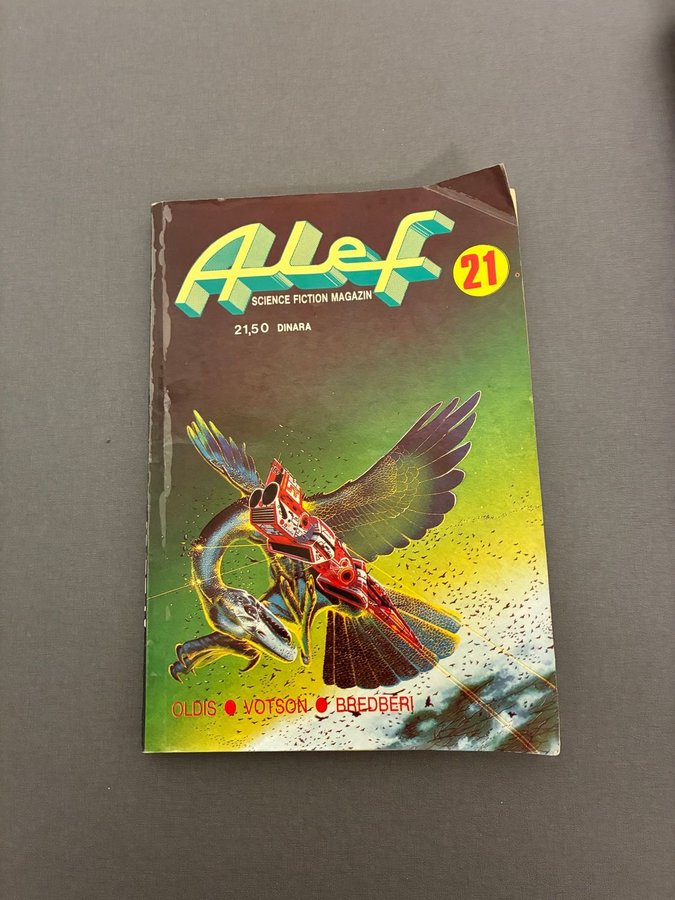 Alef
SCIENCE FICTION MAGAZIN
21
21,50 DINARA
OLDIS ● VOTSON ● BREDBERI